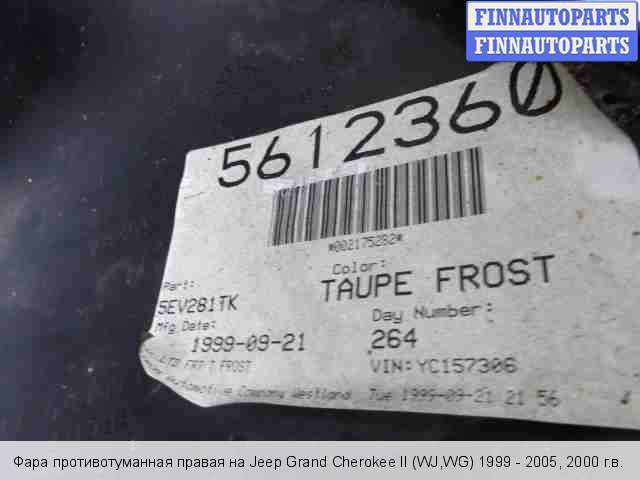 FINNAUTOPARTS
FINNAUTOPARTS
5612360
*002175282*
Part:
5EV281TK
Color:
TAUPE FROST
Mfg Date:
1999-09-21
Day Number:
264
FROST
VIN: YC157306
Automotive Company Westland Tue 1999-09-21 21 56
Фара противотуманная правая на Jeep Grand Cherokee II (WJ,WG) 1999 - 2005, 2000 г.в.